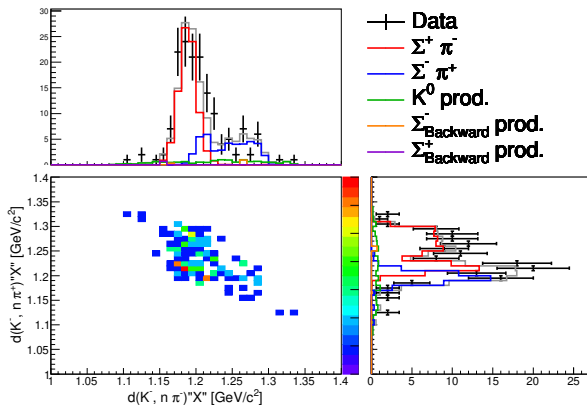 30
25
20
15
10
5
0
Data
Σ⁺ π⁻
Σ⁻ π⁺
K⁰ prod.
Σ⁻Backward prod.
Σ⁺Backward prod.
d(K⁻, n π⁺)"X" [GeV/c²]
1.4
1.35
1.3
1.25
1.2
1.15
1.1
1.05
1
1 1.05 1.1 1.15 1.2 1.25 1.3 1.35 1.4
d(K⁻, n π⁻)"X" [GeV/c²]
0 5 10 15 20 25